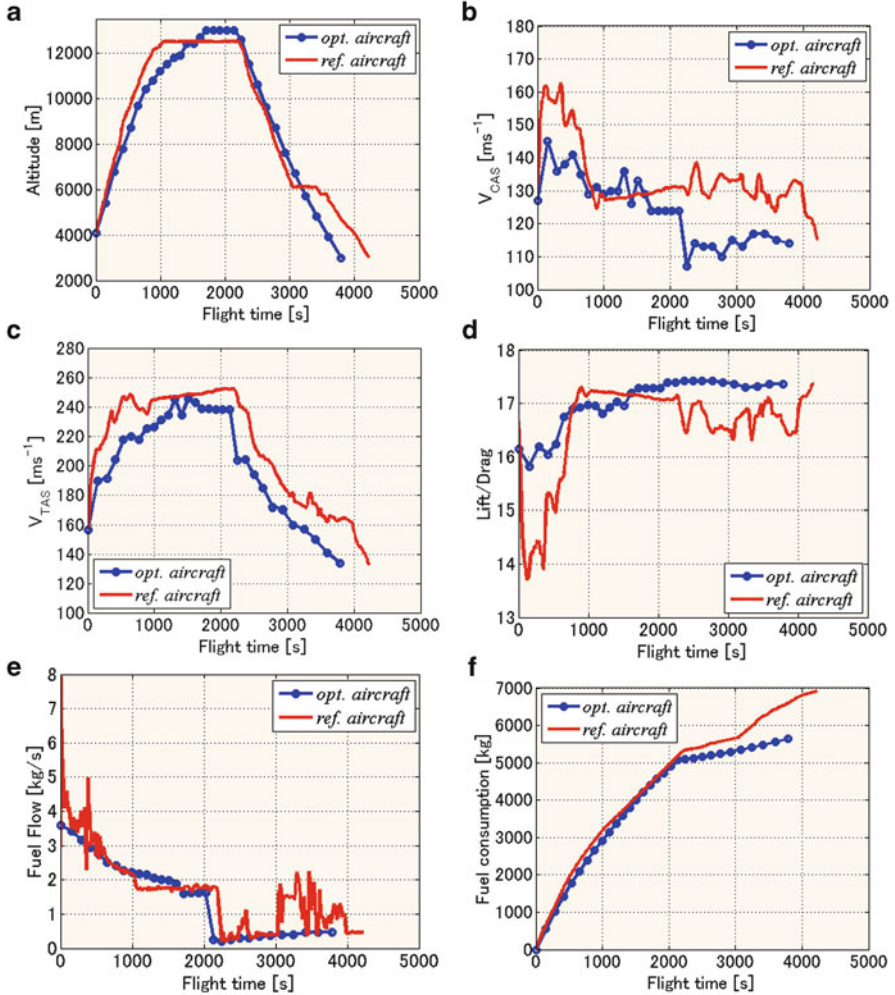 a
Altitude [m]
12000
10000
8000
6000
4000
2000
0 1000 2000 3000 4000 5000
Flight time [s]
opt. aircraft
ref. aircraft
b
V_CAS [ms⁻¹]
170
160
150
140
130
120
110
100
0 1000 2000 3000 4000 5000
Flight time [s]
opt. aircraft
ref. aircraft
c
V_TAS [ms⁻¹]
280
260
240
220
200
180
160
140
120
100
0 1000 2000 3000 4000 5000
Flight time [s]
opt. aircraft
ref. aircraft
d
Lift/Drag
18
17
16
15
14
13
0 1000 2000 3000 4000 5000
Flight time [s]
opt. aircraft
ref. aircraft
e
Fuel Flow [kg/s]
8
7
6
5
4
3
2
1
0
0 1000 2000 3000 4000 5000
Flight time [s]
opt. aircraft
ref. aircraft
f
Fuel consumption [kg]
7000
6000
5000
4000
3000
2000
1000
0
0 1000 2000 3000 4000 5000
Flight time [s]
opt. aircraft
ref. aircraft